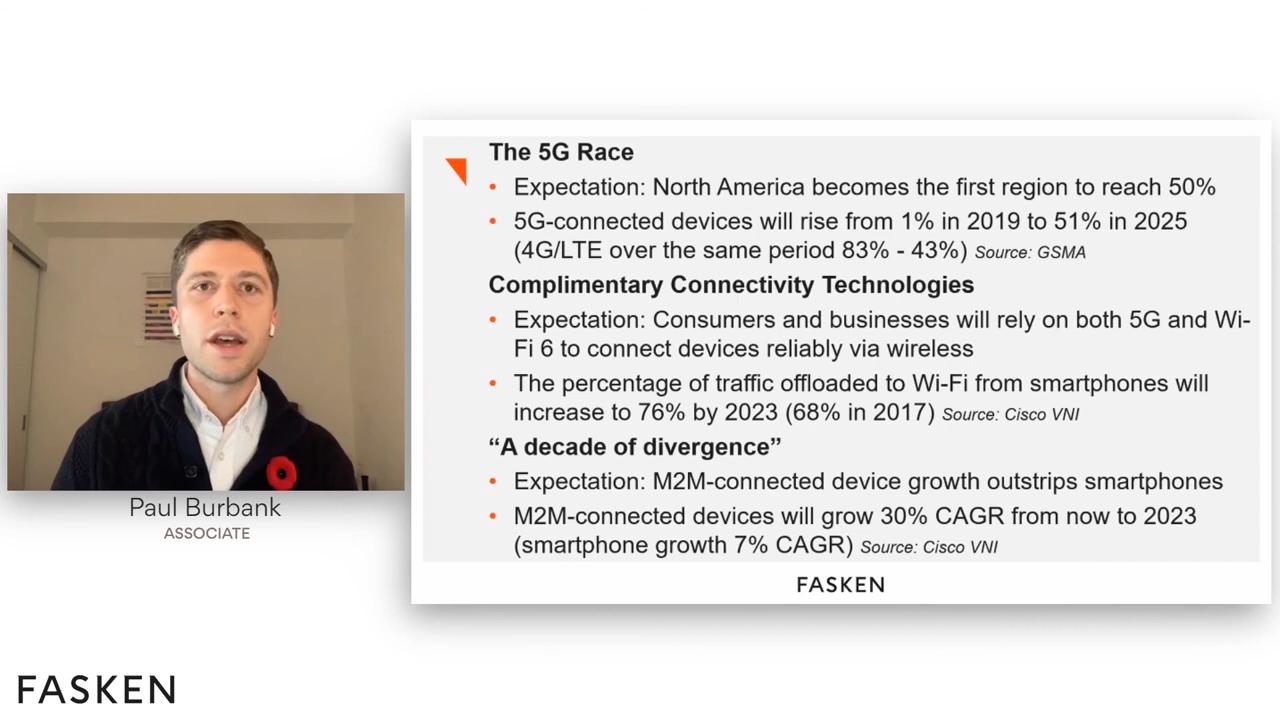 Paul Burbank
ASSOCIATE
FASKEN
The 5G Race
• Expectation: North America becomes the first region to reach 50%
• 5G-connected devices will rise from 1% in 2019 to 51% in 2025
(4G/LTE over the same period 83% - 43%) Source: GSMA
Complimentary Connectivity Technologies
• Expectation: Consumers and businesses will rely on both 5G and Wi-
Fi 6 to connect devices reliably via wireless
• The percentage of traffic offloaded to Wi-Fi from smartphones will
increase to 76% by 2023 (68% in 2017) Source: Cisco VNI
“A decade of divergence”
• Expectation: M2M-connected device growth outstrips smartphones
• M2M-connected devices will grow 30% CAGR from now to 2023
(smartphone growth 7% CAGR) Source: Cisco VNI
FASKEN